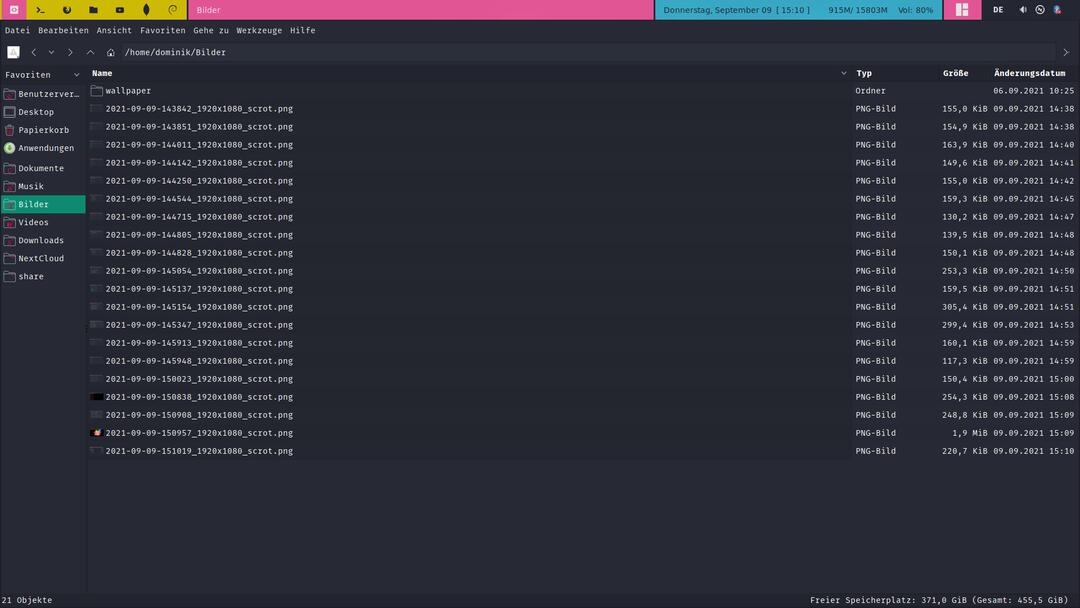 Bilder Donnerstag, September 09 [ 15:10 ] 915M/ 15803M Vol: 80% DE
Datei Bearbeiten Ansicht Favoriten Gehe zu Werkzeuge Hilfe
/home/dominik/Bilder
Favoriten
Benutzerver…
Desktop
Papierkorb
Anwendungen
Dokumente
Musik
Bilder
Videos
Downloads
NextCloud
share
Name Typ Größe Änderungsdatum
wallpaper Ordner 06.09.2021 10:25
2021-09-09-143842_1920x1080_scrot.png PNG-Bild 155,0 KiB 09.09.2021 14:38
2021-09-09-143851_1920x1080_scrot.png PNG-Bild 154,9 KiB 09.09.2021 14:38
2021-09-09-144011_1920x1080_scrot.png PNG-Bild 163,9 KiB 09.09.2021 14:40
2021-09-09-144142_1920x1080_scrot.png PNG-Bild 149,6 KiB 09.09.2021 14:41
2021-09-09-144250_1920x1080_scrot.png PNG-Bild 155,0 KiB 09.09.2021 14:42
2021-09-09-144544_1920x1080_scrot.png PNG-Bild 159,3 KiB 09.09.2021 14:45
2021-09-09-144715_1920x1080_scrot.png PNG-Bild 130,2 KiB 09.09.2021 14:47
2021-09-09-144805_1920x1080_scrot.png PNG-Bild 139,5 KiB 09.09.2021 14:48
2021-09-09-144828_1920x1080_scrot.png PNG-Bild 150,1 KiB 09.09.2021 14:48
2021-09-09-145054_1920x1080_scrot.png PNG-Bild 253,3 KiB 09.09.2021 14:50
2021-09-09-145137_1920x1080_scrot.png PNG-Bild 159,5 KiB 09.09.2021 14:51
2021-09-09-145154_1920x1080_scrot.png PNG-Bild 305,4 KiB 09.09.2021 14:51
2021-09-09-145347_1920x1080_scrot.png PNG-Bild 299,4 KiB 09.09.2021 14:53
2021-09-09-145913_1920x1080_scrot.png PNG-Bild 160,1 KiB 09.09.2021 14:59
2021-09-09-145948_1920x1080_scrot.png PNG-Bild 117,3 KiB 09.09.2021 14:59
2021-09-09-150023_1920x1080_scrot.png PNG-Bild 150,4 KiB 09.09.2021 15:00
2021-09-09-150838_1920x1080_scrot.png PNG-Bild 254,3 KiB 09.09.2021 15:08
2021-09-09-150908_1920x1080_scrot.png PNG-Bild 248,8 KiB 09.09.2021 15:09
2021-09-09-150957_1920x1080_scrot.png PNG-Bild 1,9 MiB 09.09.2021 15:09
2021-09-09-151019_1920x1080_scrot.png PNG-Bild 220,7 KiB 09.09.2021 15:10
21 Objekte Freier Speicherplatz: 371,0 GiB (Gesamt: 455,5 GiB)